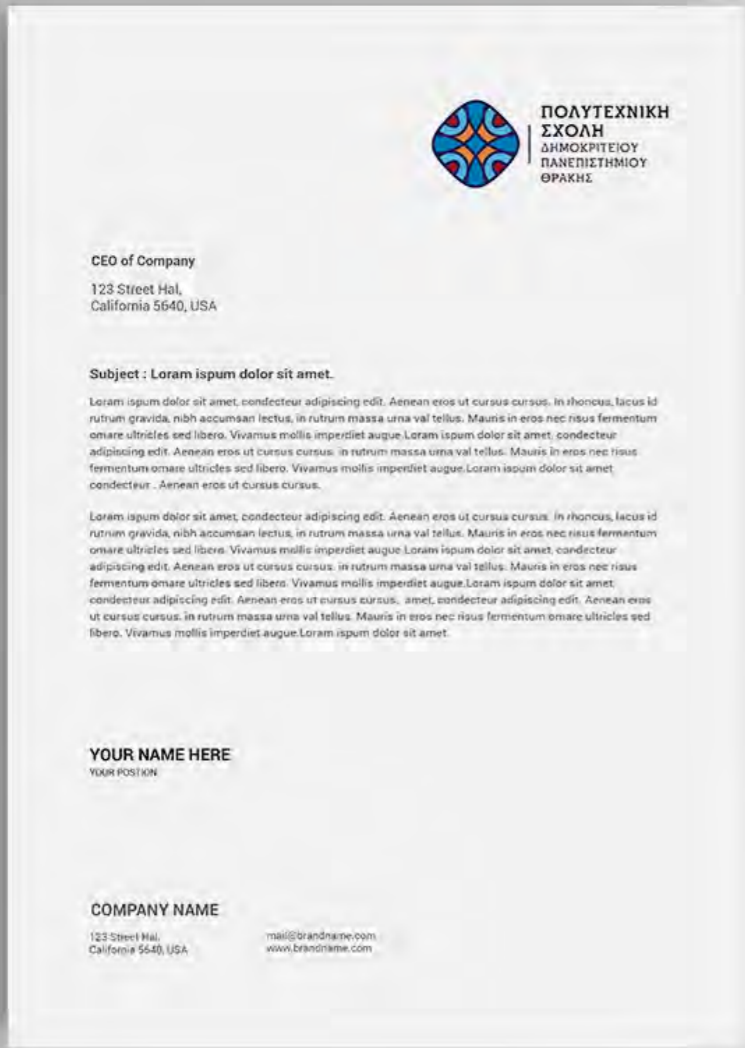 ΠΟΛΥΤΕΧΝΙΚΗ
ΣΧΟΛΗ
ΔΗΜΟΚΡΙΤΕΙΟΥ
ΠΑΝΕΠΙΣΤΗΜΙΟΥ
ΘΡΑΚΗΣ
CEO of Company
123 Street Hal,
California 5640, USA
Subject : Loram ispum dolor sit amet.
Loram ispum dolor sit amet, condecteur adipiscing edit. Aenean eros ut cursus cursus. In rhoncus, lacus id
rutrum gravida, nibh accumsan lectus, in rutrum massa urna val tellus. Mauris in eros nec risus fermentum
ornare ultricles sed libero. Vivamus mollis imperdiet augue.Loram ispum dolor sit amet, condecteur
adipiscing edit. Aenean eros ut cursus cursus. in rutrum massa urna val tellus. Mauris in eros nec risus
fermentum ornare ultricles sed libero. Vivamus mollis imperdiet augue.Loram ispum dolor sit amet,
condecteur . Aenean eros ut cursus cursus.
Loram ispum dolor sit amet, condecteur adipiscing edit. Aenean eros ut cursus cursus. In rhoncus, lacus id
rutrum gravida, nibh accumsan lectus, in rutrum massa urna val tellus. Mauris in eros nec risus fermentum
ornare ultricles sed libero. Vivamus mollis imperdiet augue.Loram ispum dolor sit amet, condecteur
adipiscing edit. Aenean eros ut cursus cursus. in rutrum massa urna val tellus. Mauris in eros nec risus
fermentum ornare ultricles sed libero. Vivamus mollis imperdiet augue.Loram ispum dolor sit amet,
condecteur adipiscing edit. Aenean eros ut cursus cursus,  amet, condecteur adipiscing edit. Aenean eros
ut cursus cursus. in rutrum massa urna val tellus. Mauris in eros nec risus fermentum ornare ultricles sed
libero. Vivamus mollis imperdiet augue.Loram ispum dolor sit amet.
YOUR NAME HERE
YOUR POSTION
COMPANY NAME
123 Street Hal,
California 5640, USA
mail@brandname.com
www.brandname.com